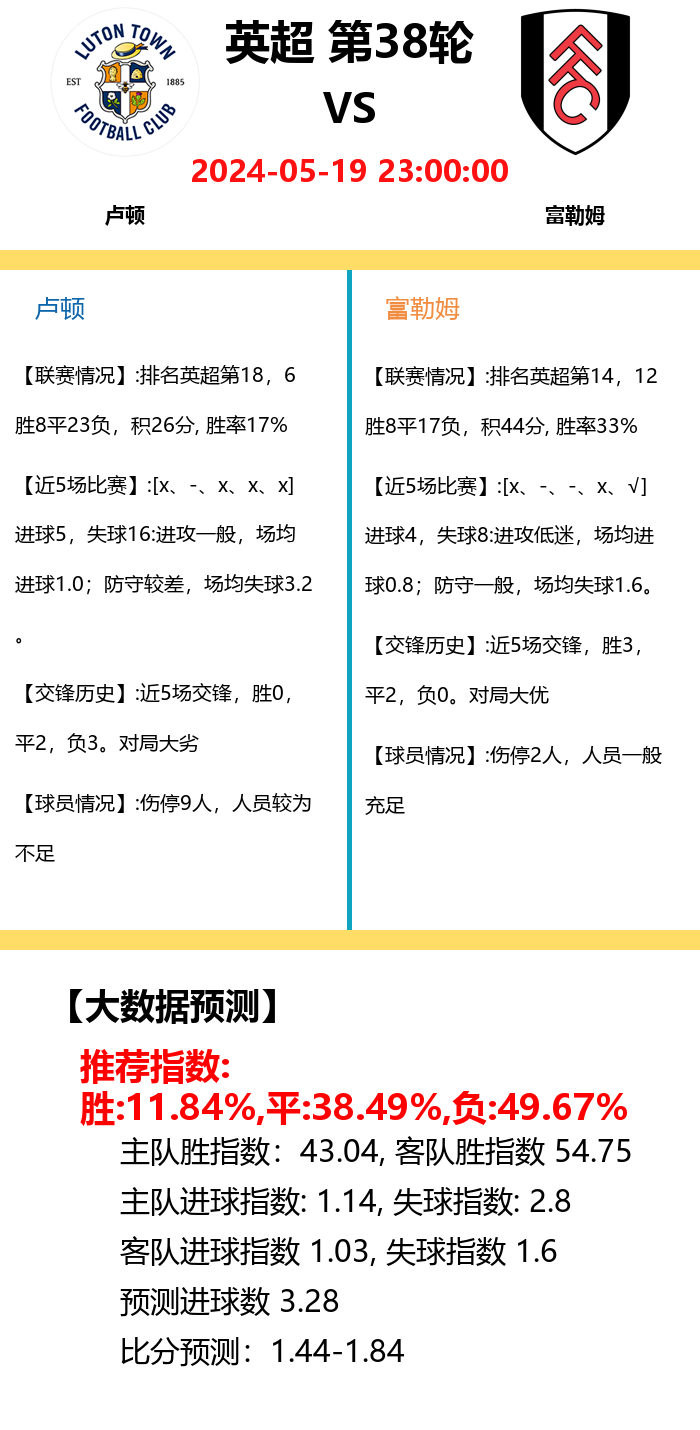 LUTON TOWN
EST 1885
FOOTBALL CLUB
英超 第38轮
VS
FFC
2024-05-19 23:00:00
卢顿
富勒姆
卢顿
【联赛情况】:排名英超第18，6
胜8平23负，积26分, 胜率17%
【近5场比赛】:[x、-、x、x、x]
进球5，失球16:进攻一般，场均
进球1.0；防守较差，场均失球3.2
。
【交锋历史】:近5场交锋，胜0，
平2，负3。对局大劣
【球员情况】:伤停9人，人员较为
不足
富勒姆
【联赛情况】:排名英超第14，12
胜8平17负，积44分, 胜率33%
【近5场比赛】:[x、-、-、x、√]
进球4，失球8:进攻低迷，场均进
球0.8；防守一般，场均失球1.6。
【交锋历史】:近5场交锋，胜3，
平2，负0。对局大优
【球员情况】:伤停2人，人员一般
充足
【大数据预测】
推荐指数:
胜:11.84%,平:38.49%,负:49.67%
主队胜指数：43.04, 客队胜指数 54.75
主队进球指数: 1.14, 失球指数: 2.8
客队进球指数 1.03, 失球指数 1.6
预测进球数 3.28
比分预测：1.44-1.84